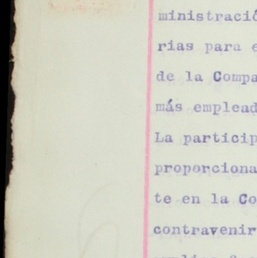 ministració
rias para e
de la Compa
más emplead
La particip
proporciona
te en la Co
contravenir